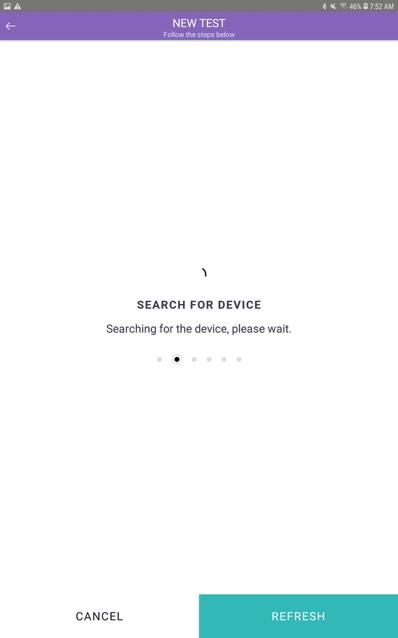 46% 7:52 AM
NEW TEST
Follow the steps below
SEARCH FOR DEVICE
Searching for the device, please wait.
CANCEL
REFRESH